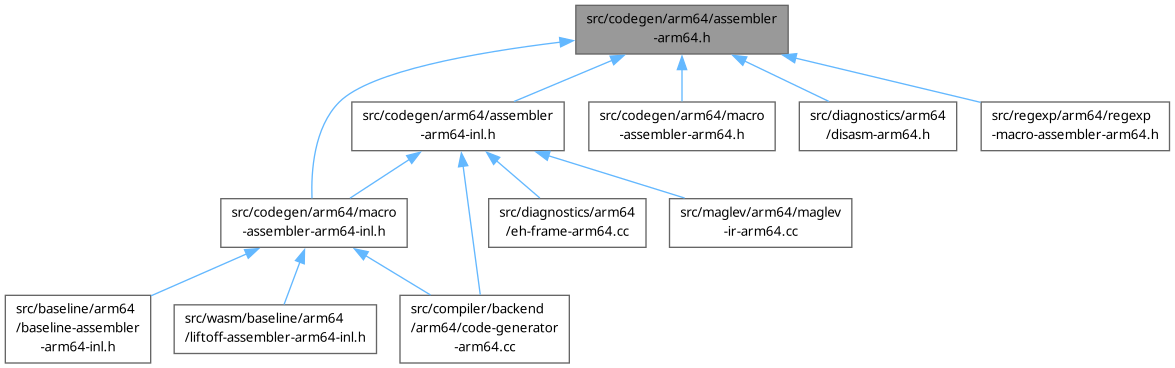 src/codegen/arm64/assembler
-arm64.h
src/codegen/arm64/assembler
-arm64-inl.h
src/codegen/arm64/macro
-assembler-arm64.h
src/diagnostics/arm64
/disasm-arm64.h
src/regexp/arm64/regexp
-macro-assembler-arm64.h
src/codegen/arm64/macro
-assembler-arm64-inl.h
src/diagnostics/arm64
/eh-frame-arm64.cc
src/maglev/arm64/maglev
-ir-arm64.cc
src/baseline/arm64
/baseline-assembler
-arm64-inl.h
src/wasm/baseline/arm64
/liftoff-assembler-arm64-inl.h
src/compiler/backend
/arm64/code-generator
-arm64.cc